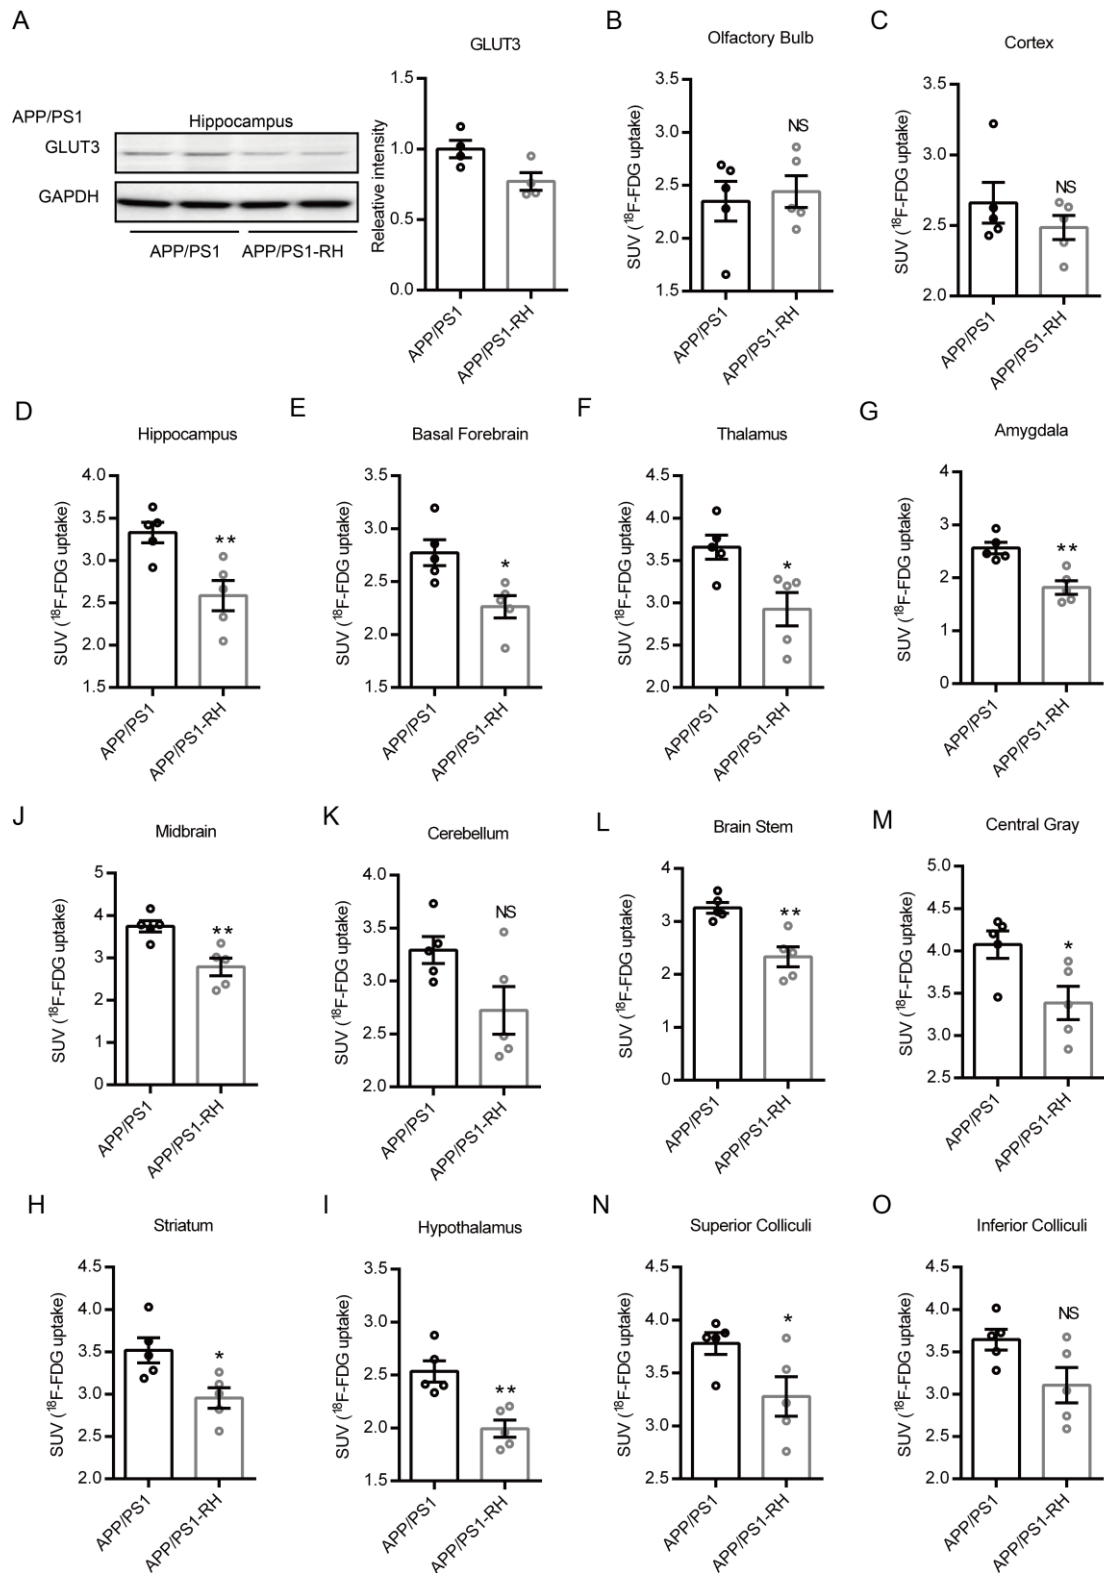 A
GLUT3
APP/PS1
Hippocampus
GLUT3
GAPDH
APP/PS1 APP/PS1-RH
Releative intensity
1.5
1.0
0.5
0.0
APP/PS1
APP/PS1-RH
B
Olfactory Bulb
SUV (¹⁸F-FDG uptake)
3.5
3.0
2.5
2.0
1.5
NS
APP/PS1
APP/PS1-RH
C
Cortex
SUV (¹⁸F-FDG uptake)
3.5
3.0
2.5
2.0
NS
APP/PS1
APP/PS1-RH
D
Hippocampus
SUV (¹⁸F-FDG uptake)
4.0
3.5
3.0
2.5
2.0
1.5
**
APP/PS1
APP/PS1-RH
E
Basal Forebrain
SUV (¹⁸F-FDG uptake)
3.5
3.0
2.5
2.0
1.5
*
APP/PS1
APP/PS1-RH
F
Thalamus
SUV (¹⁸F-FDG uptake)
4.5
4.0
3.5
3.0
2.5
2.0
*
APP/PS1
APP/PS1-RH
G
Amygdala
SUV (¹⁸F-FDG uptake)
4
3
2
1
0
**
APP/PS1
APP/PS1-RH
J
Midbrain
SUV (¹⁸F-FDG uptake)
5
4
3
2
1
0
**
APP/PS1
APP/PS1-RH
K
Cerebellum
SUV (¹⁸F-FDG uptake)
4.0
3.5
3.0
2.5
2.0
NS
APP/PS1
APP/PS1-RH
L
Brain Stem
SUV (¹⁸F-FDG uptake)
4
3
2
1
0
**
APP/PS1
APP/PS1-RH
M
Central Gray
SUV (¹⁸F-FDG uptake)
5.0
4.5
4.0
3.5
3.0
2.5
*
APP/PS1
APP/PS1-RH
H
Striatum
SUV (¹⁸F-FDG uptake)
4.5
4.0
3.5
3.0
2.5
2.0
*
APP/PS1
APP/PS1-RH
I
Hypothalamus
SUV (¹⁸F-FDG uptake)
3.5
3.0
2.5
2.0
1.5
**
APP/PS1
APP/PS1-RH
N
Superior Colliculi
SUV (¹⁸F-FDG uptake)
4.5
4.0
3.5
3.0
2.5
*
APP/PS1
APP/PS1-RH
O
Inferior Colliculi
SUV (¹⁸F-FDG uptake)
4.5
4.0
3.5
3.0
2.5
2.0
NS
APP/PS1
APP/PS1-RH